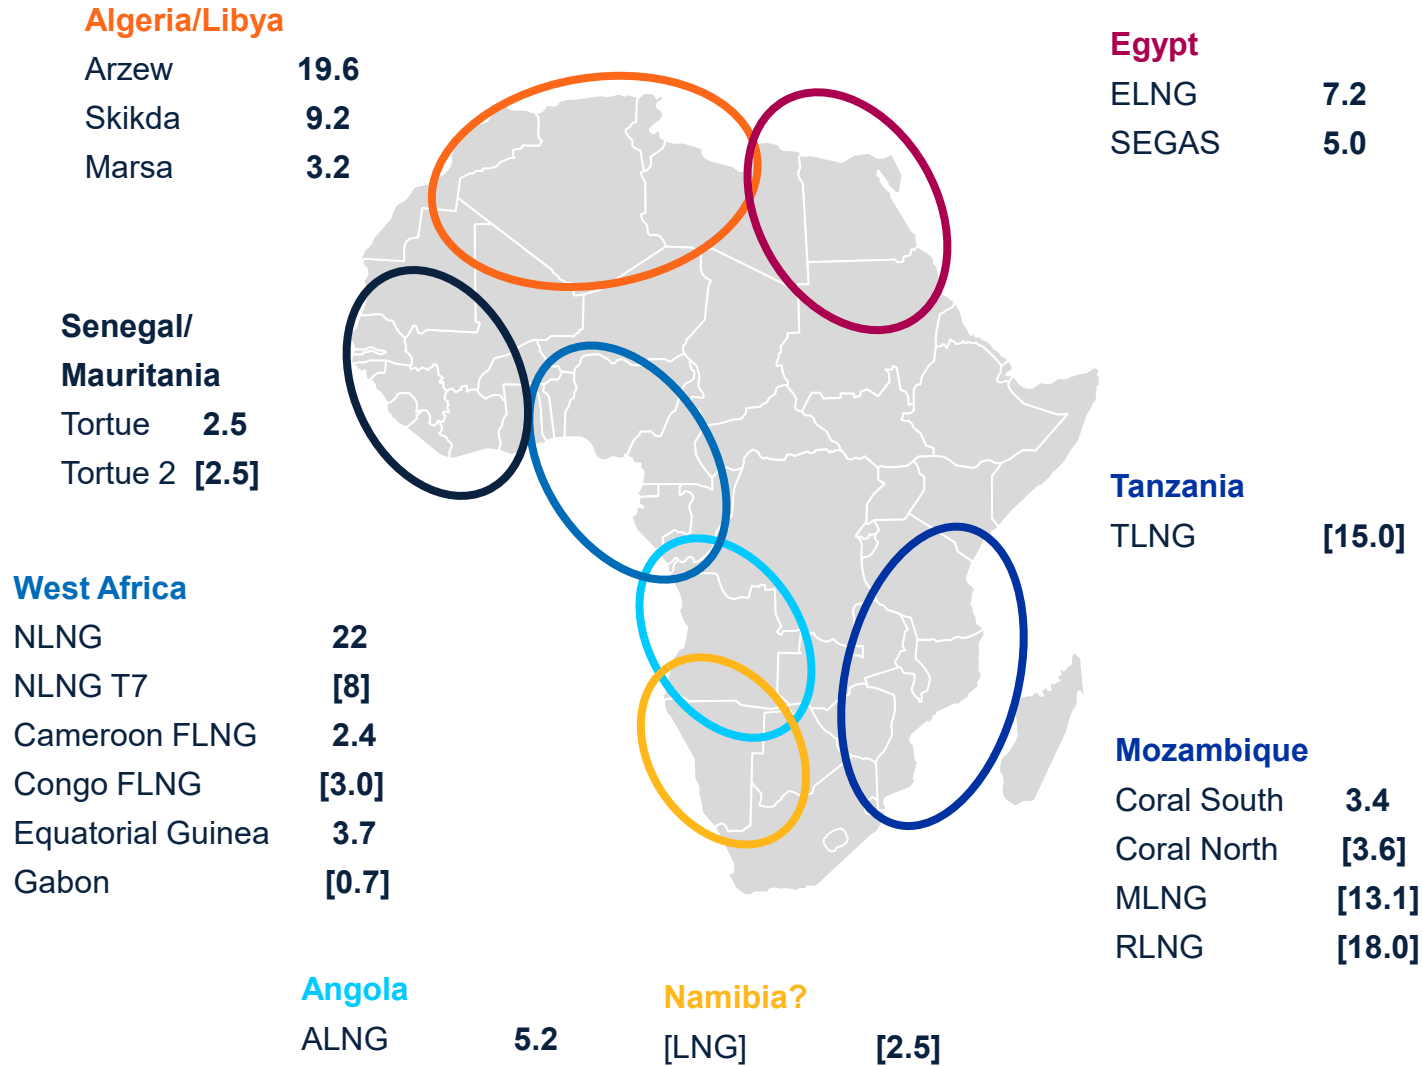 Algeria/Libya
Arzew 19.6
Skikda 9.2
Marsa 3.2
Egypt
ELNG 7.2
SEGAS 5.0
Senegal/
Mauritania
Tortue 2.5
Tortue 2 [2.5]
Tanzania
TLNG [15.0]
West Africa
NLNG 22
NLNG T7 [8]
Cameroon FLNG 2.4
Congo FLNG [3.0]
Equatorial Guinea 3.7
Gabon [0.7]
Mozambique
Coral South 3.4
Coral North [3.6]
MLNG [13.1]
RLNG [18.0]
Angola
ALNG 5.2
Namibia?
[LNG] [2.5]